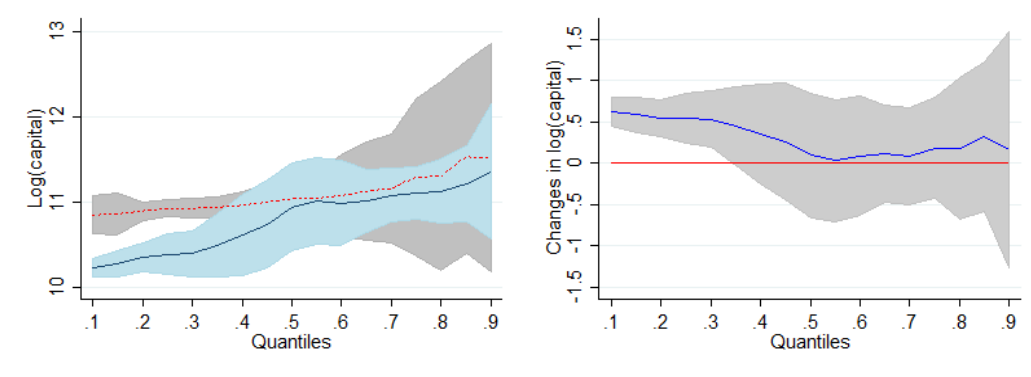 Log(capital)
13
12
11
10
.1 .2 .3 .4 .5 .6 .7 .8 .9
Quantiles
Changes in log(capital)
1.5
1
.5
0
-.5
-1
-1.5
.1 .2 .3 .4 .5 .6 .7 .8 .9
Quantiles